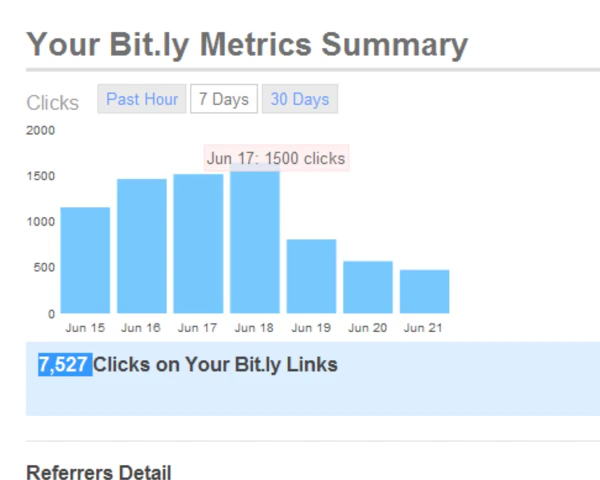 Your Bit.ly Metrics Summary
Clicks Past Hour 7 Days 30 Days
2000
Jun 17: 1500 clicks
1500
1000
500
0
Jun 15 Jun 16 Jun 17 Jun 18 Jun 19 Jun 20 Jun 21
7,527 Clicks on Your Bit.ly Links
Referrers Detail